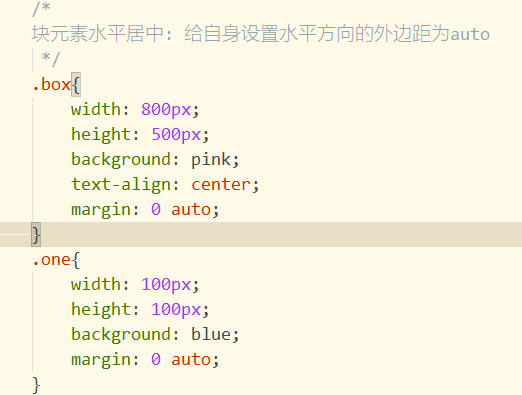 /*
块元素水平居中: 给自身设置水平方向的外边距为auto
*/
.box{
width: 800px;
height: 500px;
background: pink;
text-align: center;
margin: 0 auto;
}
.one{
width: 100px;
height: 100px;
background: blue;
margin: 0 auto;
}